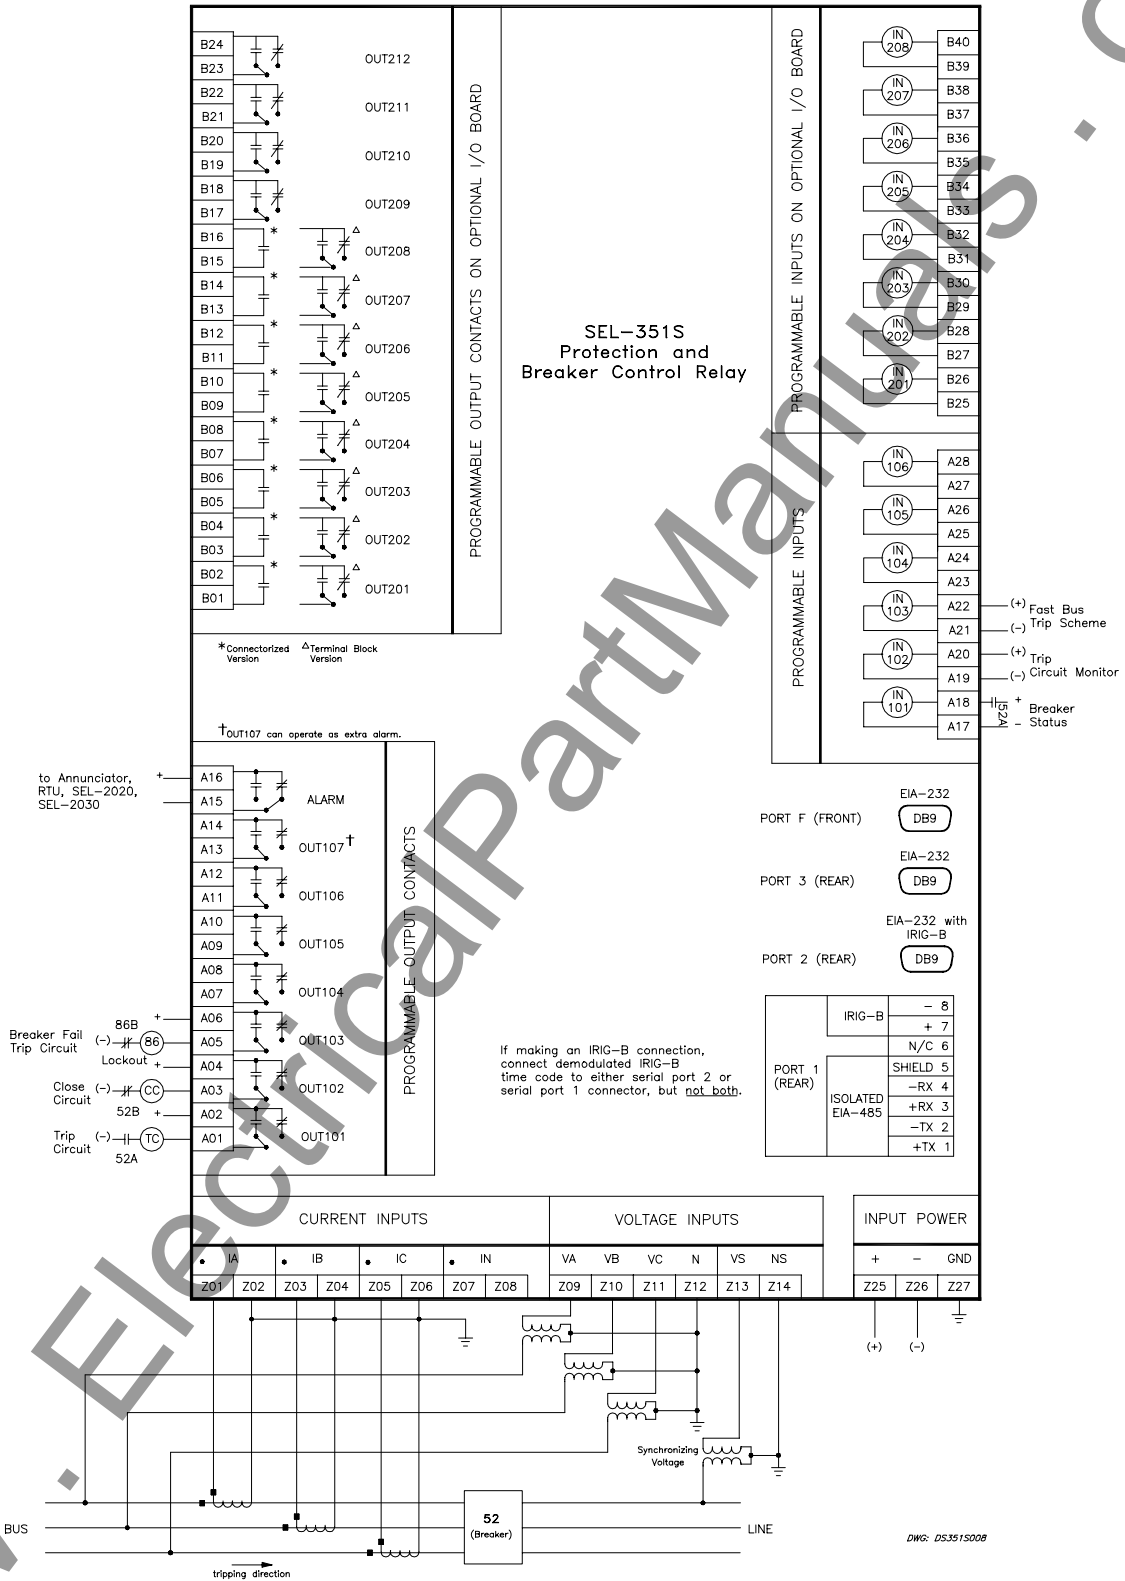 B24
B23
OUT212
B22
B21
OUT211
B20
B19
OUT210
B18
B17
OUT209
B16
B15
*
△
OUT208
B14
B13
*
△
OUT207
B12
B11
*
△
OUT206
B10
B09
*
△
OUT205
B08
B07
*
△
OUT204
B06
B05
*
△
OUT203
B04
B03
*
△
OUT202
B02
B01
*
△
OUT201
PROGRAMMABLE OUTPUT CONTACTS ON OPTIONAL I/O BOARD
*Connectorized
Version
△Terminal Block
Version
SEL-351S
Protection and
Breaker Control Relay
PROGRAMMABLE INPUTS ON OPTIONAL I/O BOARD
IN
208
B40
B39
IN
207
B38
B37
IN
206
B36
B35
IN
205
B34
B33
IN
204
B32
B31
IN
203
B30
B29
IN
202
B28
B27
IN
201
B26
B25
PROGRAMMABLE INPUTS
IN
106
A28
A27
IN
105
A26
A25
IN
104
A24
A23
IN
103
A22
A21
(+)
(-)
Fast Bus
Trip Scheme
IN
102
A20
A19
(+)
(-)
Trip
Circuit Monitor
IN
101
A18
A17
52A
+
-
Breaker
Status
†OUT107 can operate as extra alarm.
to Annunciator,
RTU, SEL-2020,
SEL-2030
+
A16
A15
ALARM
A14
A13
OUT107†
A12
A11
OUT106
A10
A09
OUT105
A08
A07
OUT104
86B
+
A06
Breaker Fail
Trip Circuit
(-)
86
A05
OUT103
Lockout
+
A04
Close
Circuit
(-)
CC
A03
OUT102
52B
+
A02
Trip
Circuit
(-)
TC
A01
OUT101
52A
PROGRAMMABLE OUTPUT CONTACTS
PORT F (FRONT)
EIA-232
DB9
PORT 3 (REAR)
EIA-232
DB9
PORT 2 (REAR)
EIA-232 with
IRIG-B
DB9
If making an IRIG-B connection,
connect demodulated IRIG-B
time code to either serial port 2 or
serial port 1 connector, but not both.
PORT 1
(REAR)
IRIG-B
- 8
+ 7
N/C 6
ISOLATED
EIA-485
SHIELD 5
-RX 4
+RX 3
-TX 2
+TX 1
CURRENT INPUTS
VOLTAGE INPUTS
INPUT POWER
IA
IB
IC
IN
VA
VB
VC
N
VS
NS
+
-
GND
Z01
Z02
Z03
Z04
Z05
Z06
Z07
Z08
Z09
Z10
Z11
Z12
Z13
Z14
Z25
Z26
Z27
(+)
(-)
Synchronizing
Voltage
BUS
52
(Breaker)
LINE
tripping direction
DWG: DS351S008
. ElectricalPartManuals .